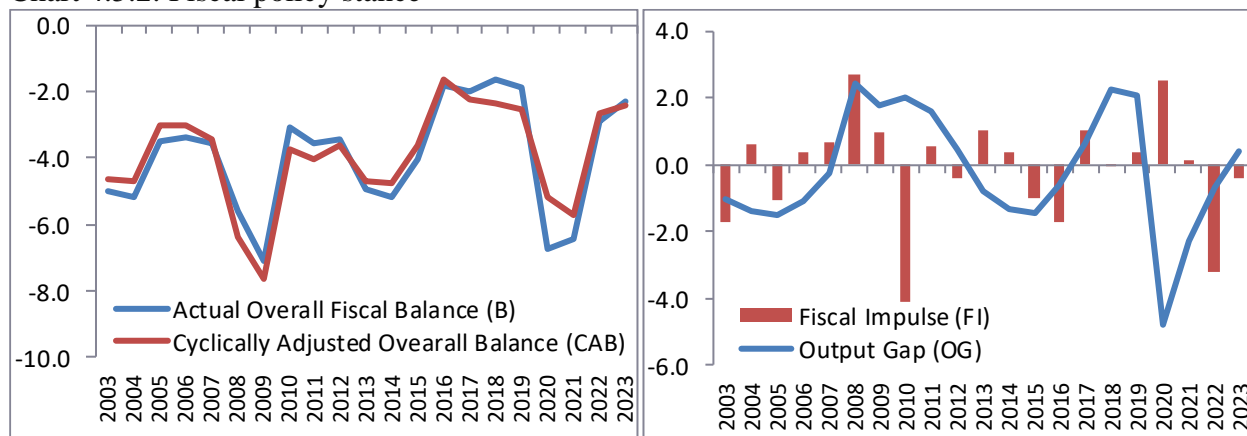 Chart 4.3.2: Fiscal policy stance
0.0
-2.0
-4.0
-6.0
-8.0
-10.0
Actual Overall Fiscal Balance (B)
Cyclically Adjusted Ovearall Balance (CAB)
2003 2004 2005 2006 2007 2008 2009 2010 2011 2012 2013 2014 2015 2016 2017 2018 2019 2020 2021 2022 2023
4.0
2.0
0.0
-2.0
-4.0
-6.0
Fiscal Impulse (FI)
Output Gap (OG)
2003 2004 2005 2006 2007 2008 2009 2010 2011 2012 2013 2014 2015 2016 2017 2018 2019 2020 2021 2022 2023